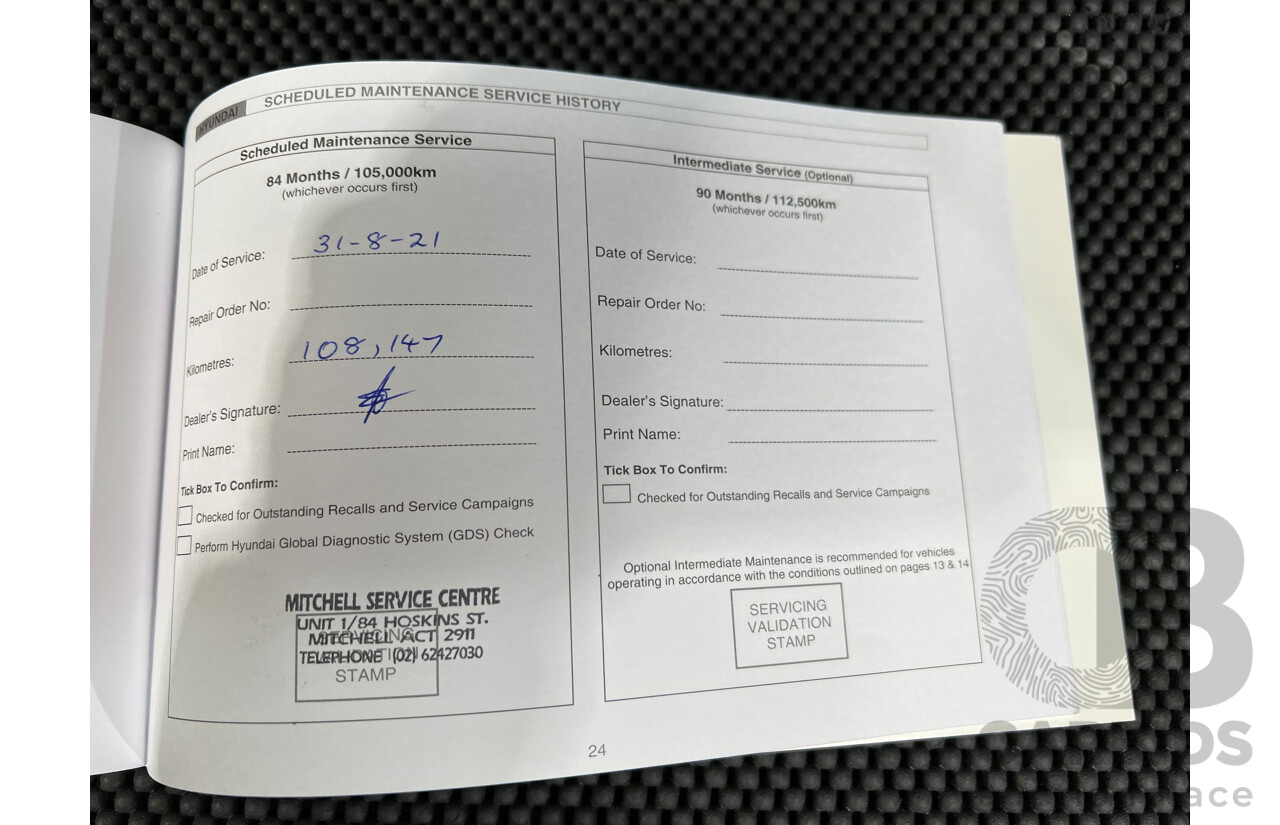 HYUNDAI SCHEDULED MAINTENANCE SERVICE HISTORY
Scheduled Maintenance Service
84 Months / 105,000km
(whichever occurs first)
Date of Service: 31-8-21
Repair Order No:
Kilometres: 108,147
Dealer's Signature:
Print Name:
Tick Box To Confirm:
Checked for Outstanding Recalls and Service Campaigns
Perform Hyundai Global Diagnostic System (GDS) Check
MITCHELL SERVICE CENTRE
UNIT 1/84 HOSKINS ST.
MITCHELL ACT 2911
TELEPHONE (02) 62427030
STAMP
Intermediate Service (Optional)
90 Months / 112,500km
(whichever occurs first)
Date of Service:
Repair Order No:
Kilometres:
Dealer's Signature:
Print Name:
Tick Box To Confirm:
Checked for Outstanding Recalls and Service Campaigns
Optional Intermediate Maintenance is recommended for vehicles
operating in accordance with the conditions outlined on pages 13 & 14
SERVICING
VALIDATION
STAMP
24